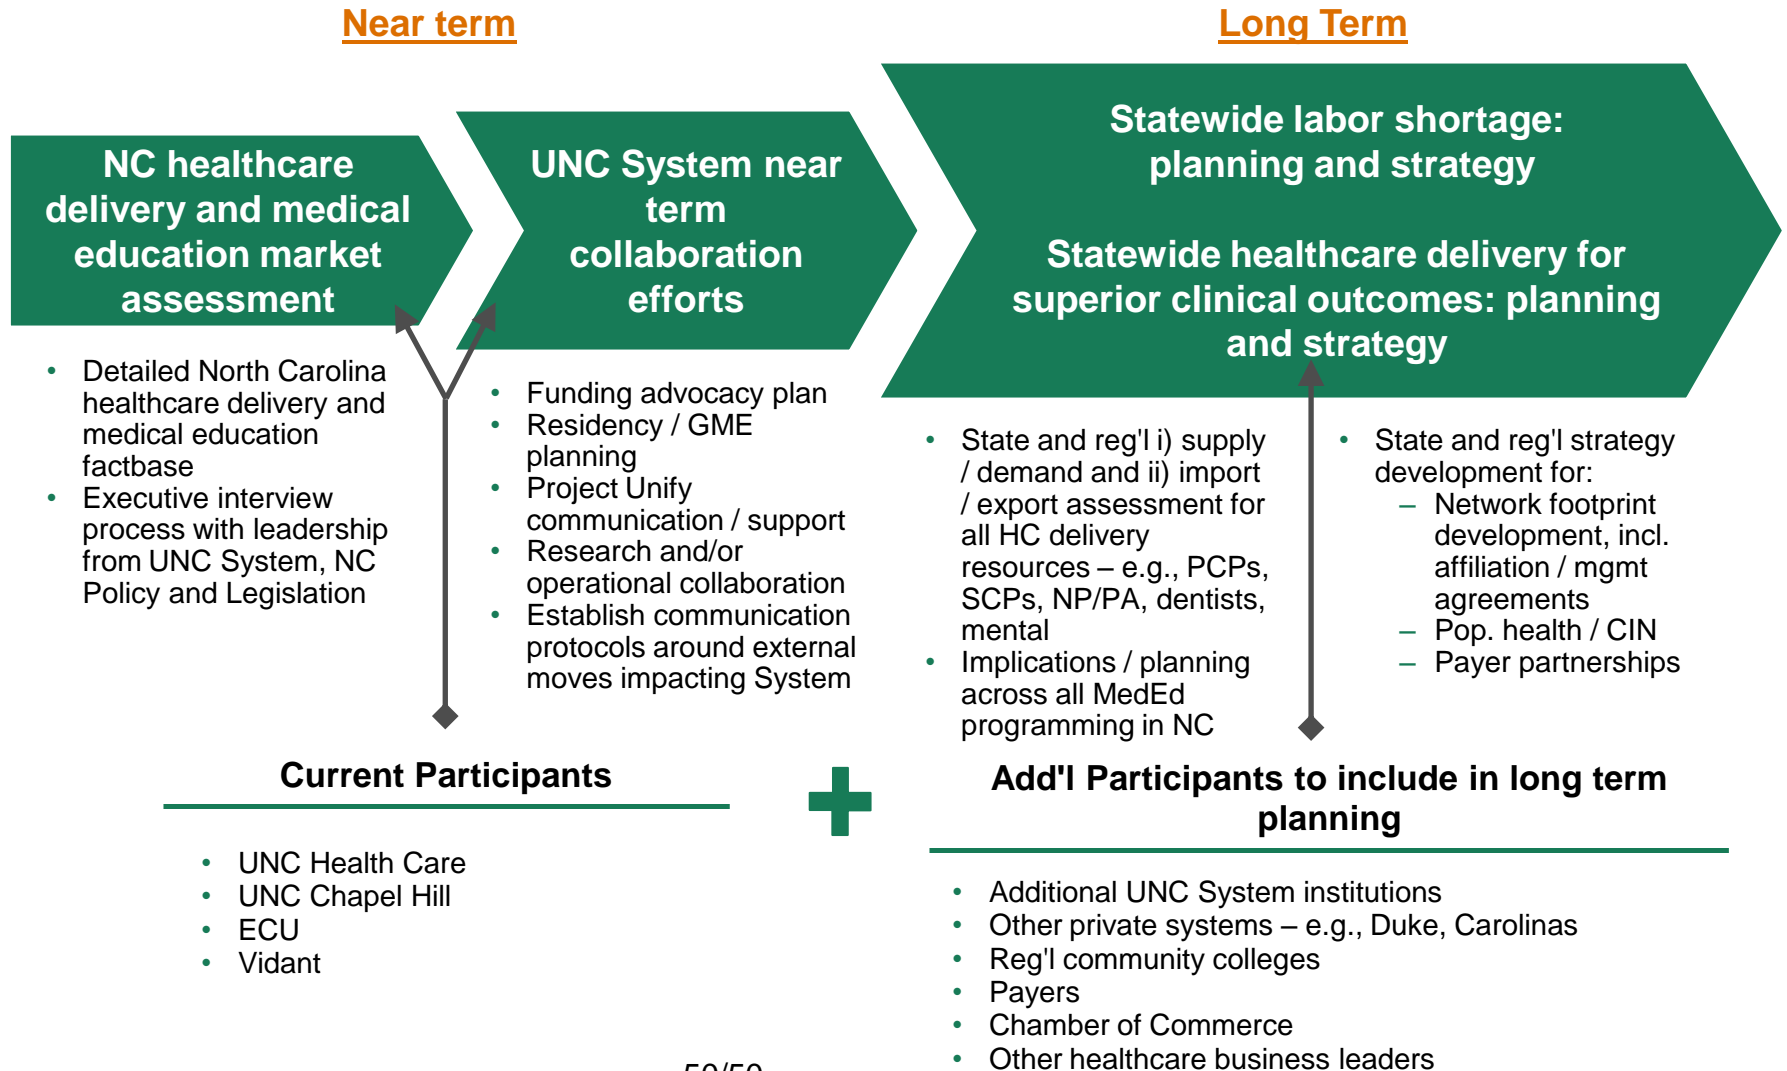 Near term
Long Term
NC healthcare
delivery and medical
education market
assessment
UNC System near
term
collaboration
efforts
Statewide labor shortage:
planning and strategy
Statewide healthcare delivery for
superior clinical outcomes: planning
and strategy
• Detailed North Carolina
healthcare delivery and
medical education
factbase
• Executive interview
process with leadership
from UNC System, NC
Policy and Legislation
• Funding advocacy plan
• Residency / GME
planning
• Project Unify
communication / support
• Research and/or
operational collaboration
• Establish communication
protocols around external
moves impacting System
• State and reg'l i) supply
/ demand and ii) import
/ export assessment for
all HC delivery
resources – e.g., PCPs,
SCPs, NP/PA, dentists,
mental
• Implications / planning
across all MedEd
programming in NC
• State and reg'l strategy
development for:
– Network footprint
development, incl.
affiliation / mgmt
agreements
– Pop. health / CIN
– Payer partnerships
Current Participants
• UNC Health Care
• UNC Chapel Hill
• ECU
• Vidant
Add'l Participants to include in long term
planning
• Additional UNC System institutions
• Other private systems – e.g., Duke, Carolinas
• Reg'l community colleges
• Payers
• Chamber of Commerce
• Other healthcare business leaders